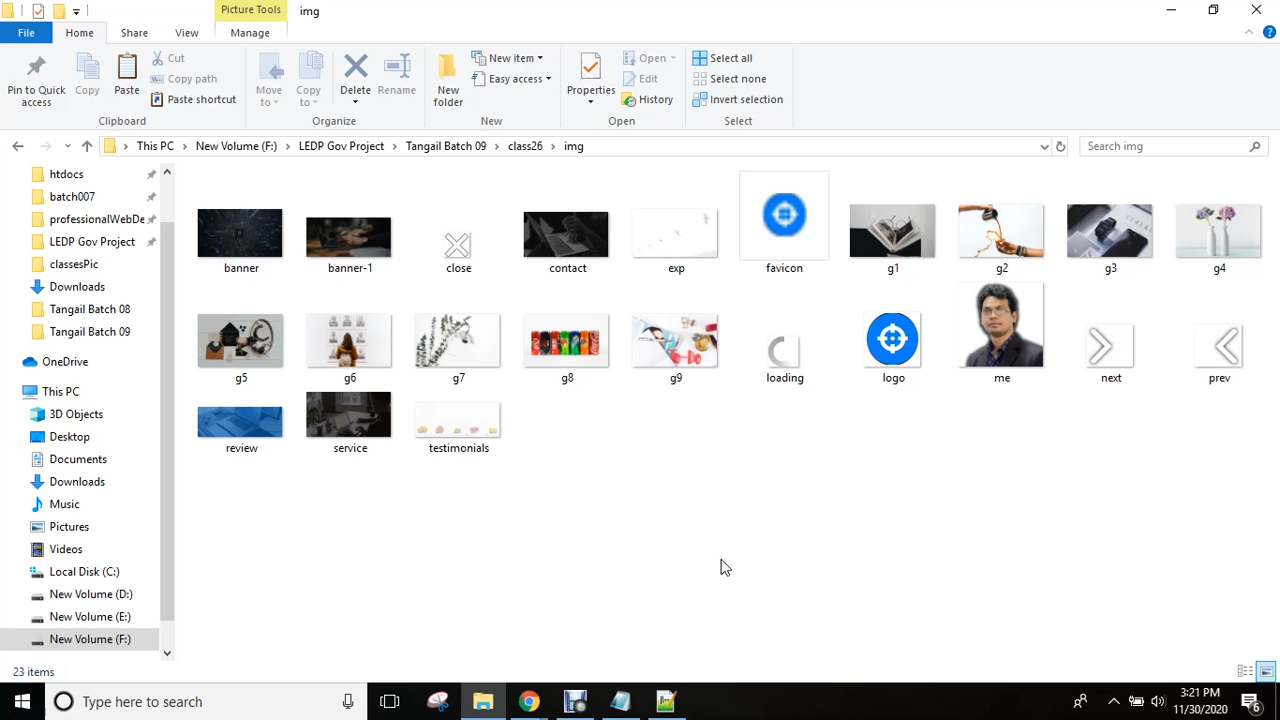 Picture Tools
img
File
Home
Share
View
Manage
Pin to Quick access
Copy
Paste
Cut
Copy path
Paste shortcut
Clipboard
Move to
Copy to
Delete
Rename
Organize
New folder
New item
Easy access
New
Properties
Open
Edit
History
Open
Select all
Select none
Invert selection
Select
This PC
New Volume (F:)
LEDP Gov Project
Tangail Batch 09
class26
img
Search img
htdocs
batch007
professionalWebDe
LEDP Gov Project
classesPic
Downloads
Tangail Batch 08
Tangail Batch 09
OneDrive
This PC
3D Objects
Desktop
Documents
Downloads
Music
Pictures
Videos
Local Disk (C:)
New Volume (D:)
New Volume (E:)
New Volume (F:)
banner
banner-1
close
contact
exp
favicon
g1
g2
g3
g4
g5
g6
g7
g8
g9
loading
logo
me
next
prev
review
service
testimonials
23 items
Type here to search
3:21 PM
11/30/2020
6